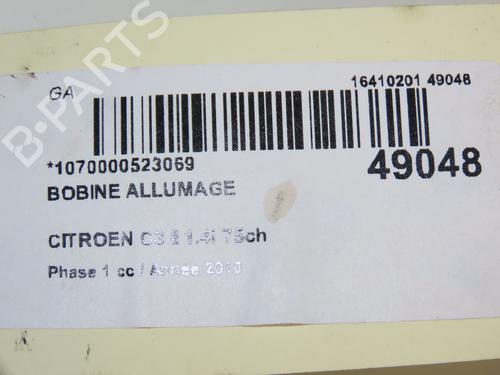 GA
16410201 49048
*1070000523069
49048
BOBINE ALLUMAGE
CITROEN C3 II 1.4i 75ch
Phase 1 cc / Année 2010
B-PARTS